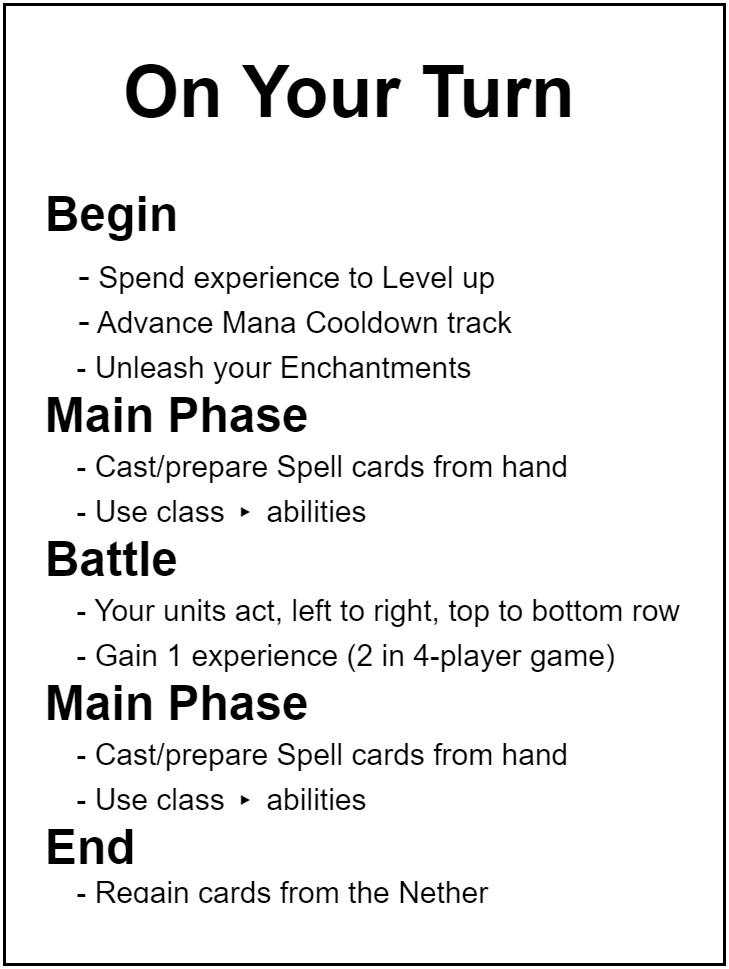 On Your Turn
Begin
- Spend experience to Level up
- Advance Mana Cooldown track
- Unleash your Enchantments
Main Phase
- Cast/prepare Spell cards from hand
- Use class ‣ abilities
Battle
- Your units act, left to right, top to bottom row
- Gain 1 experience (2 in 4-player game)
Main Phase
- Cast/prepare Spell cards from hand
- Use class ‣ abilities
End
- Regain cards from the Nether